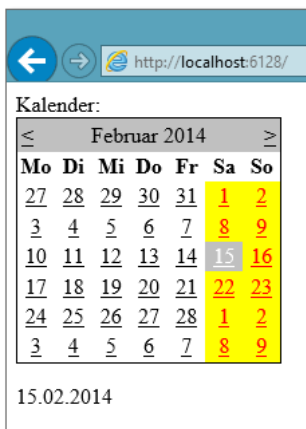 http://localhost:6128/
Kalender:
< Februar 2014 >
Mo Di Mi Do Fr Sa So
27 28 29 30 31 1 2
3 4 5 6 7 8 9
10 11 12 13 14 15 16
17 18 19 20 21 22 23
24 25 26 27 28 1 2
3 4 5 6 7 8 9
15.02.2014